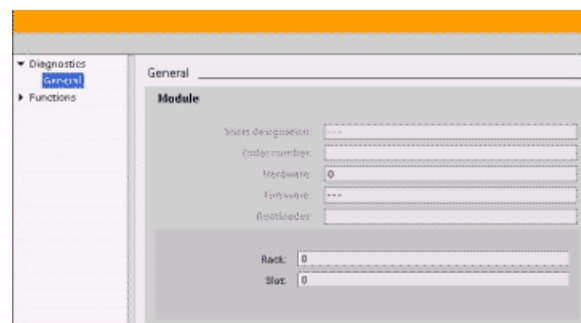 Diagnostics
General
Functions
General
Module
Short designation: ---
Order number:
Hardware: 0
Firmware: ---
Bootloader:
Rack: 0
Slot: 0